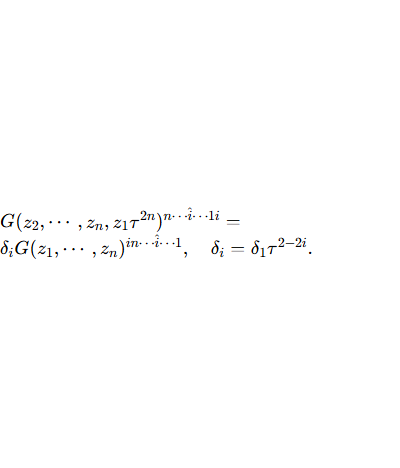 $G(z_2, \cdots, z_n, z_1\tau^{2n})^{n \cdots \hat{i} \cdots 1i} =$
$\delta_i G(z_1, \cdots, z_n)^{in \cdots \hat{i} \cdots 1}, \quad \delta_i = \delta_1 \tau^{2-2i}.$